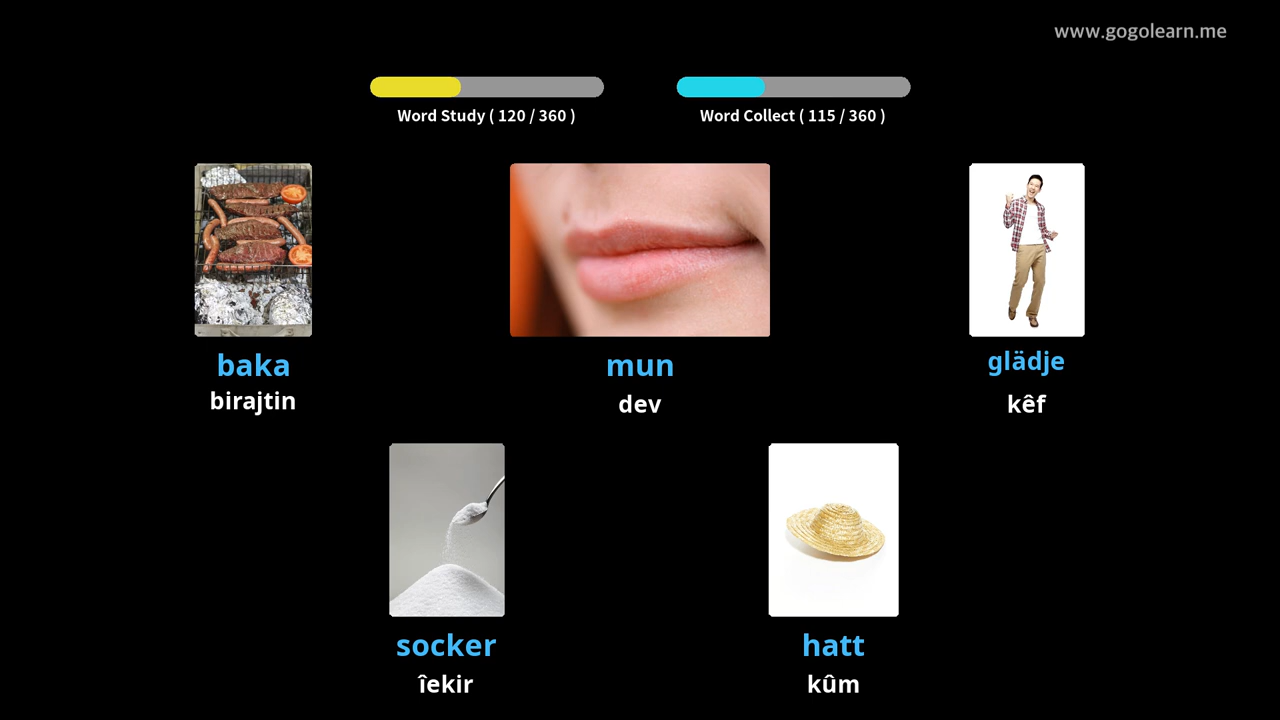 www.gogolearn.me
Word Study ( 120 / 360 )
Word Collect ( 115 / 360 )
baka
birajtin
mun
dev
glädje
kêf
socker
îekir
hatt
kûm